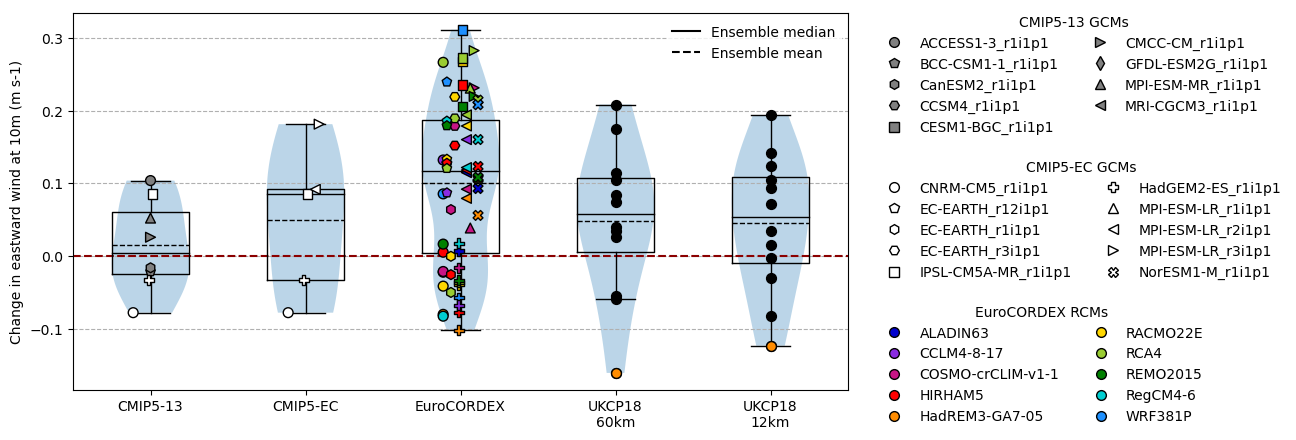 Change in eastward wind at 10m (m s-1)
0.3
0.2
0.1
0.0
−0.1
Ensemble median
Ensemble mean
CMIP5-13
CMIP5-EC
EuroCORDEX
UKCP18
60km
UKCP18
12km
CMIP5-13 GCMs
ACCESS1-3_r1i1p1
BCC-CSM1-1_r1i1p1
CanESM2_r1i1p1
CCSM4_r1i1p1
CESM1-BGC_r1i1p1
CMCC-CM_r1i1p1
GFDL-ESM2G_r1i1p1
MPI-ESM-MR_r1i1p1
MRI-CGCM3_r1i1p1
CMIP5-EC GCMs
CNRM-CM5_r1i1p1
EC-EARTH_r12i1p1
EC-EARTH_r1i1p1
EC-EARTH_r3i1p1
IPSL-CM5A-MR_r1i1p1
HadGEM2-ES_r1i1p1
MPI-ESM-LR_r1i1p1
MPI-ESM-LR_r2i1p1
MPI-ESM-LR_r3i1p1
NorESM1-M_r1i1p1
EuroCORDEX RCMs
ALADIN63
CCLM4-8-17
COSMO-crCLIM-v1-1
HIRHAM5
HadREM3-GA7-05
RACMO22E
RCA4
REMO2015
RegCM4-6
WRF381P